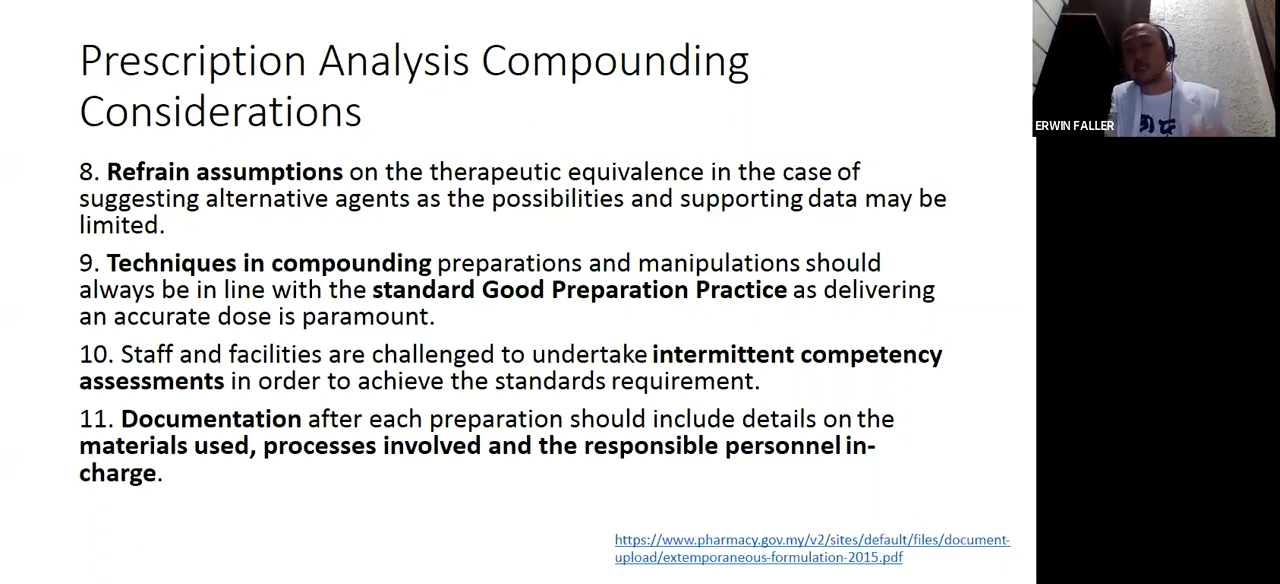 Prescription Analysis Compounding
Considerations
8. Refrain assumptions on the therapeutic equivalence in the case of
suggesting alternative agents as the possibilities and supporting data may be
limited.
9. Techniques in compounding preparations and manipulations should
always be in line with the standard Good Preparation Practice as delivering
an accurate dose is paramount.
10. Staff and facilities are challenged to undertake intermittent competency
assessments in order to achieve the standards requirement.
11. Documentation after each preparation should include details on the
materials used, processes involved and the responsible personnel in-
charge.
https://www.pharmacy.gov.my/v2/sites/default/files/document-
upload/extemporaneous-formulation-2015.pdf
ERWIN FALLER